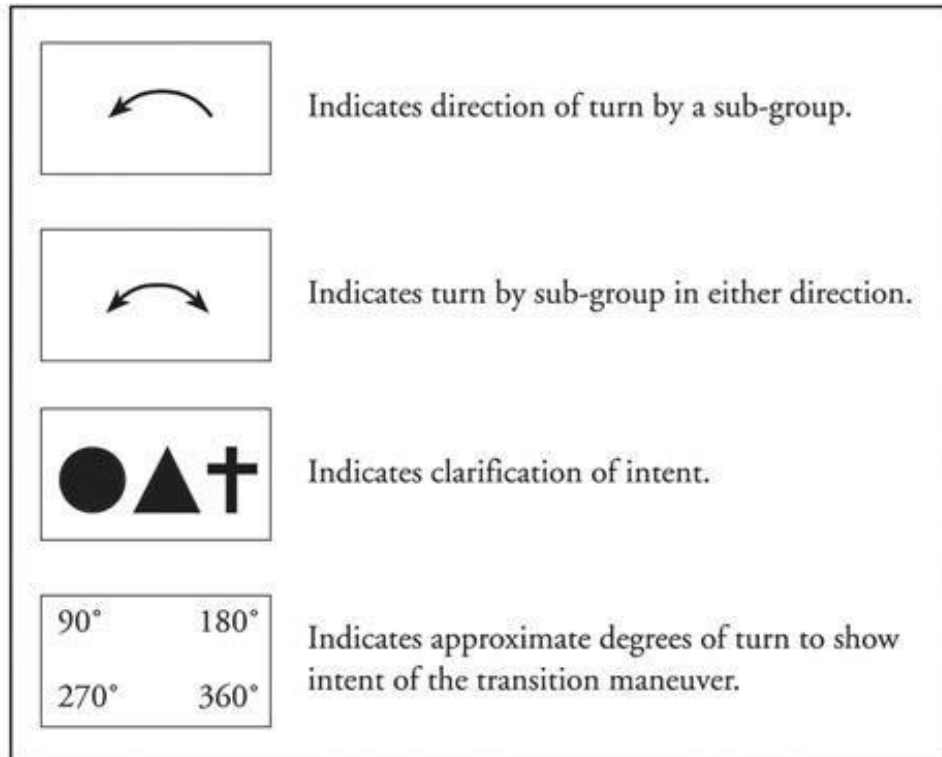 Indicates direction of turn by a sub-group.
Indicates turn by sub-group in either direction.
Indicates clarification of intent.
90° 180°
270° 360°
Indicates approximate degrees of turn to show
intent of the transition maneuver.